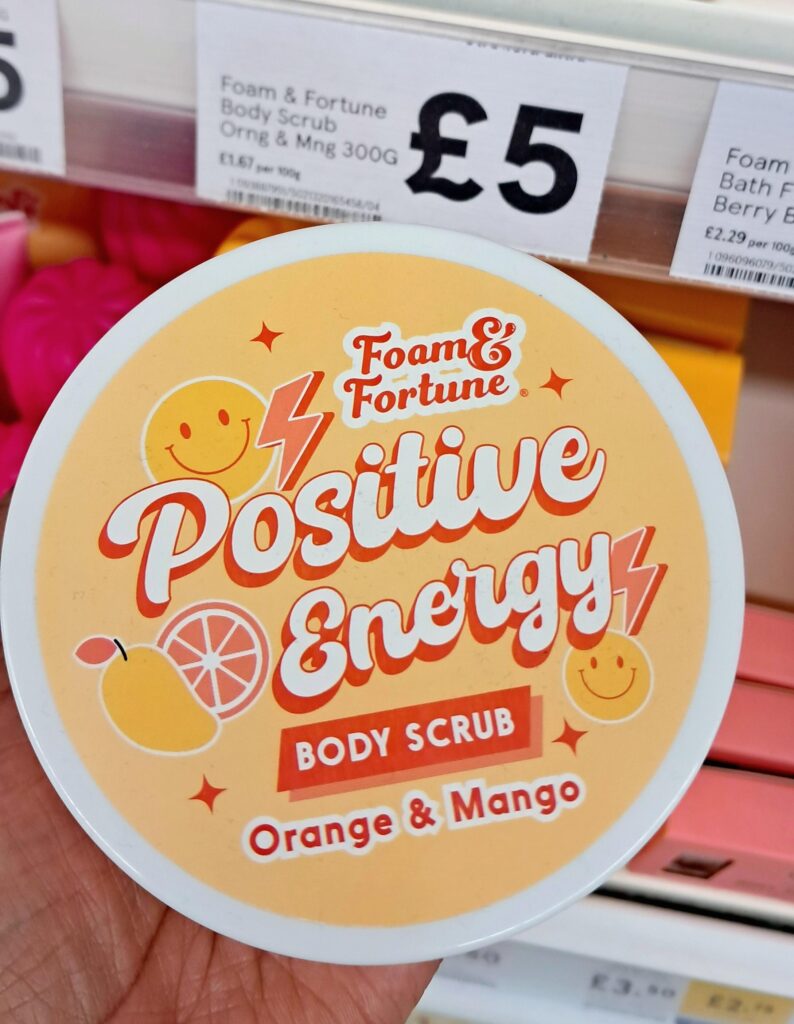 5
Foam & Fortune
Body Scrub
Orng & Mng 300G
£1.67 per 100g
£5
Foam
Bath F
Berry B
£2.29 per 100g
Foam &
Fortune®
Positive
Energy
BODY SCRUB
Orange & Mango
£3.50